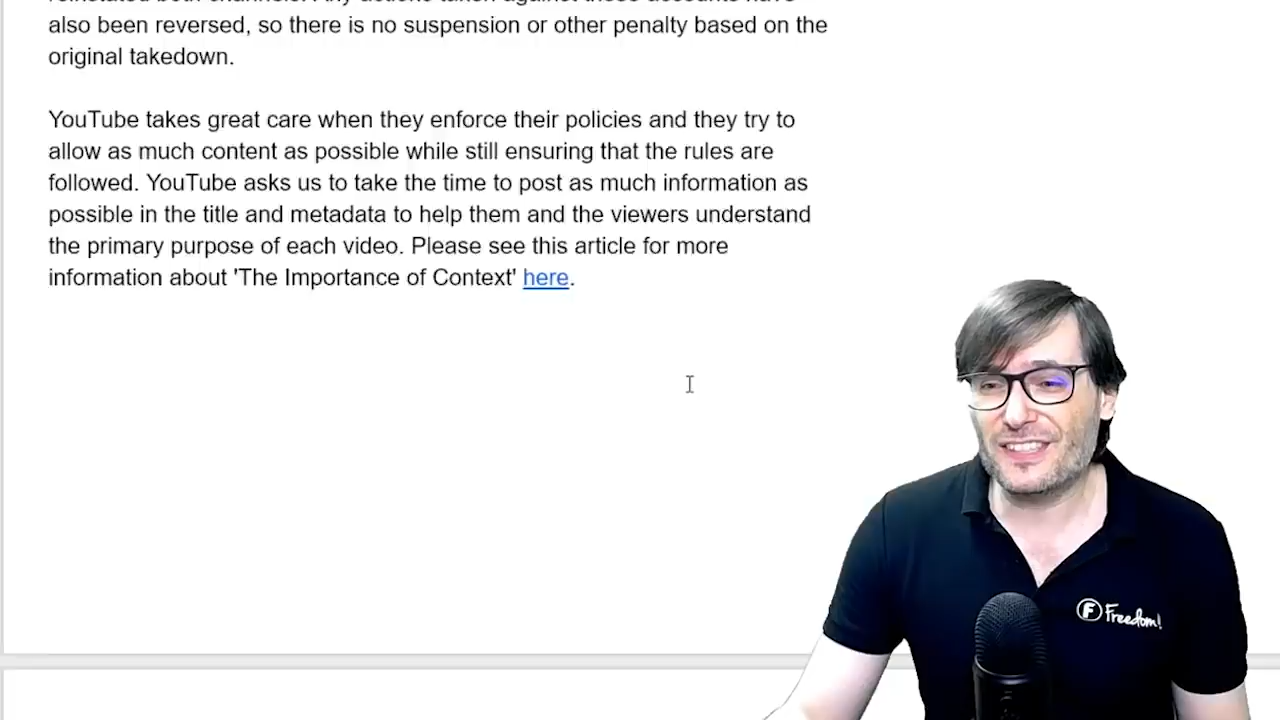 also been reversed, so there is no suspension or other penalty based on the
original takedown.
YouTube takes great care when they enforce their policies and they try to
allow as much content as possible while still ensuring that the rules are
followed. YouTube asks us to take the time to post as much information as
possible in the title and metadata to help them and the viewers understand
the primary purpose of each video. Please see this article for more
information about 'The Importance of Context' here.
F Freedom!